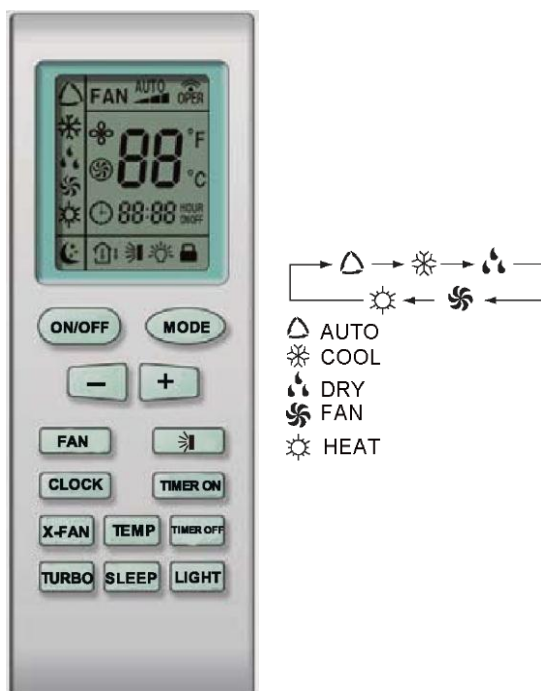 FAN AUTO OPER
88 °F
°C
88:88 HOUR
ON/OFF
ON/OFF MODE
- +
FAN
CLOCK TIMER ON
X-FAN TEMP TIMER OFF
TURBO SLEEP LIGHT
AUTO
COOL
DRY
FAN
HEAT